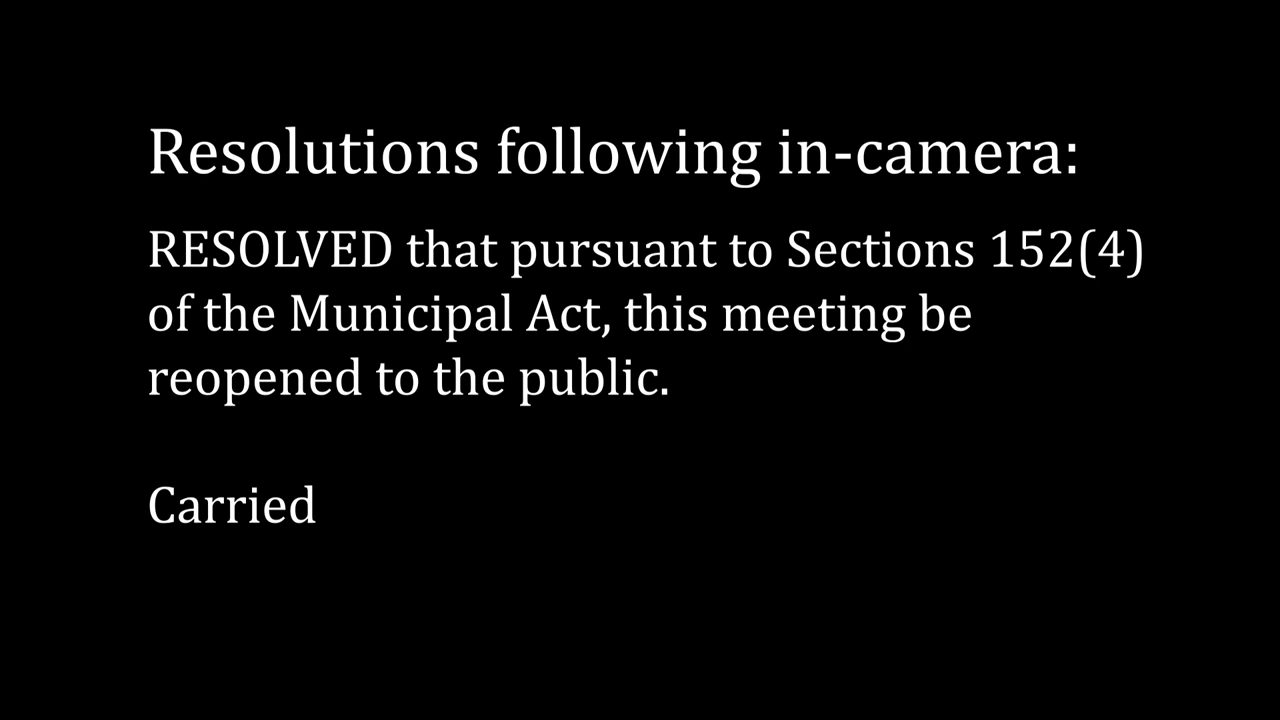 Resolutions following in-camera:
RESOLVED that pursuant to Sections 152(4)
of the Municipal Act, this meeting be
reopened to the public.
Carried